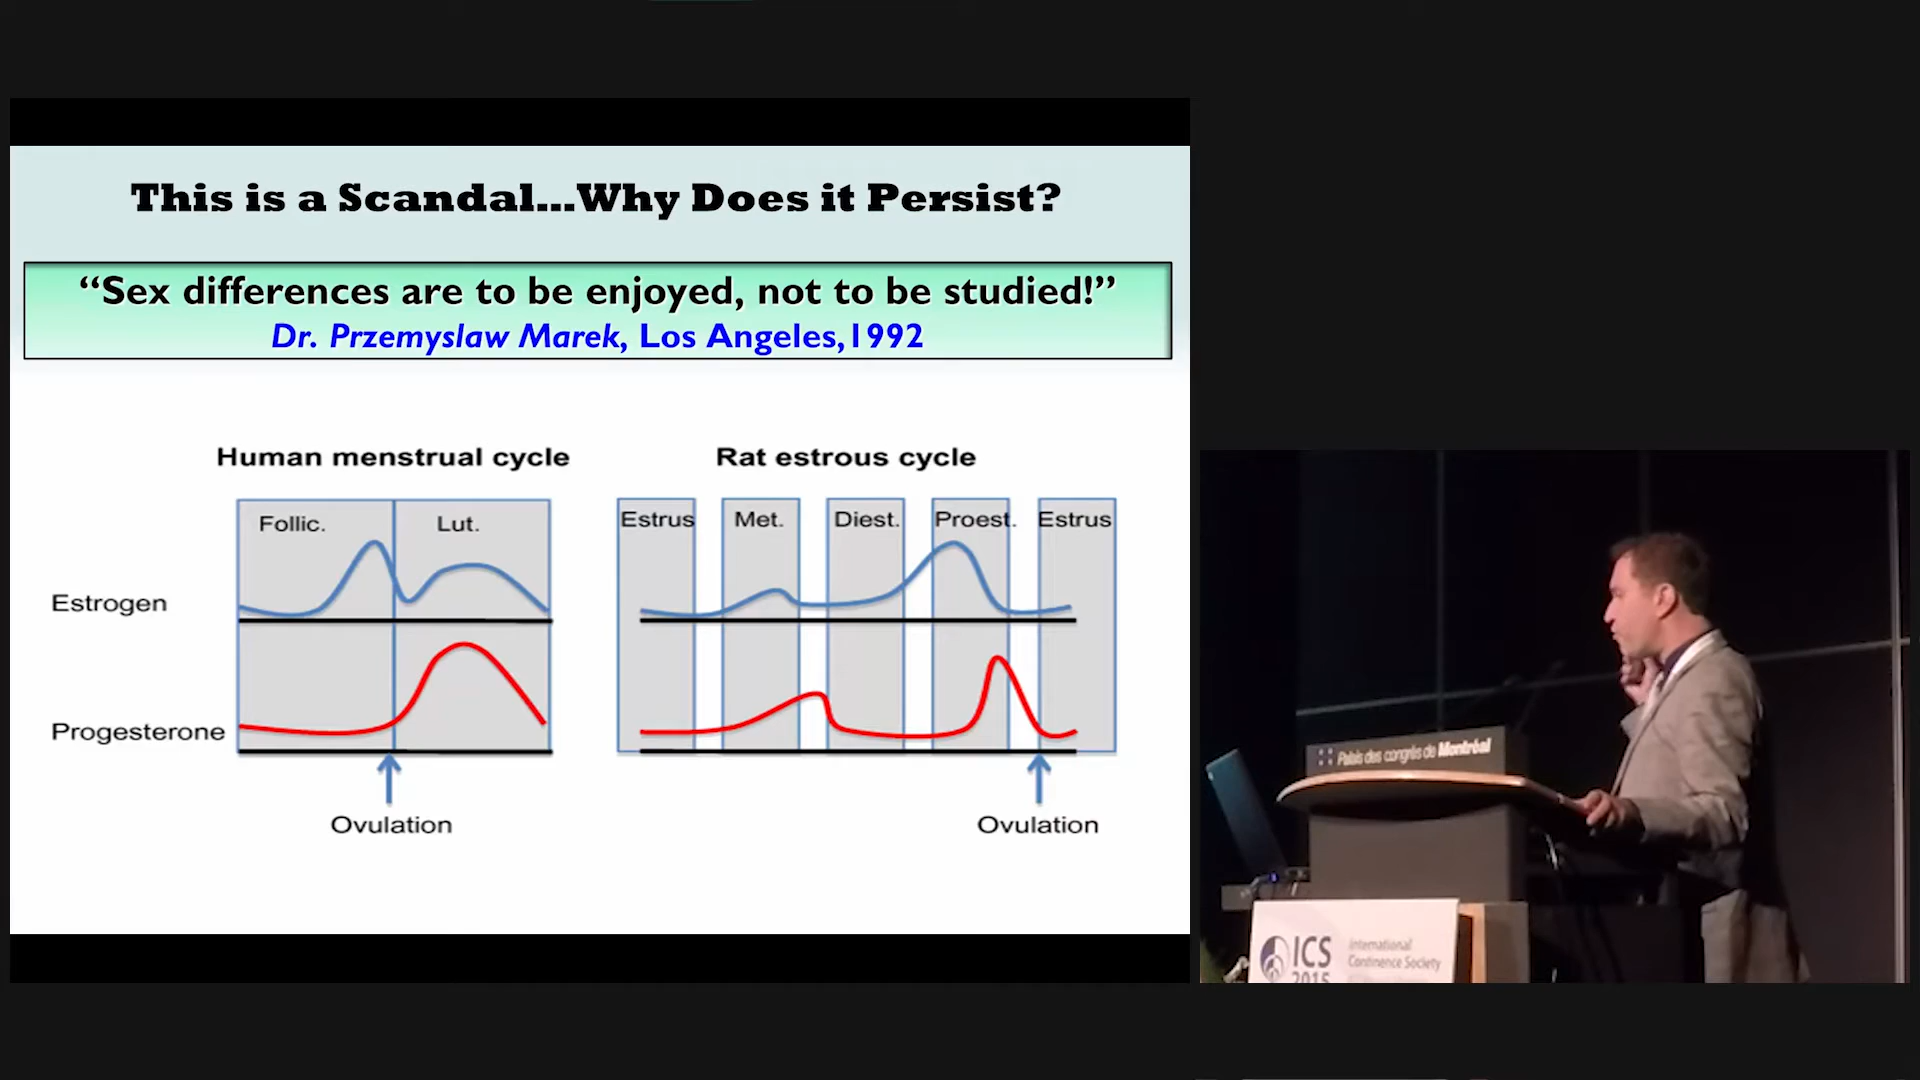 This is a Scandal...Why Does it Persist?
“Sex differences are to be enjoyed, not to be studied!”
Dr. Przemyslaw Marek, Los Angeles,1992
Human menstrual cycle
Rat estrous cycle
Follic.
Lut.
Estrus
Met.
Diest.
Proest.
Estrus
Estrogen
Progesterone
Ovulation
Ovulation
Palais des congrès de Montréal
ICS
2015
International
Continence Society